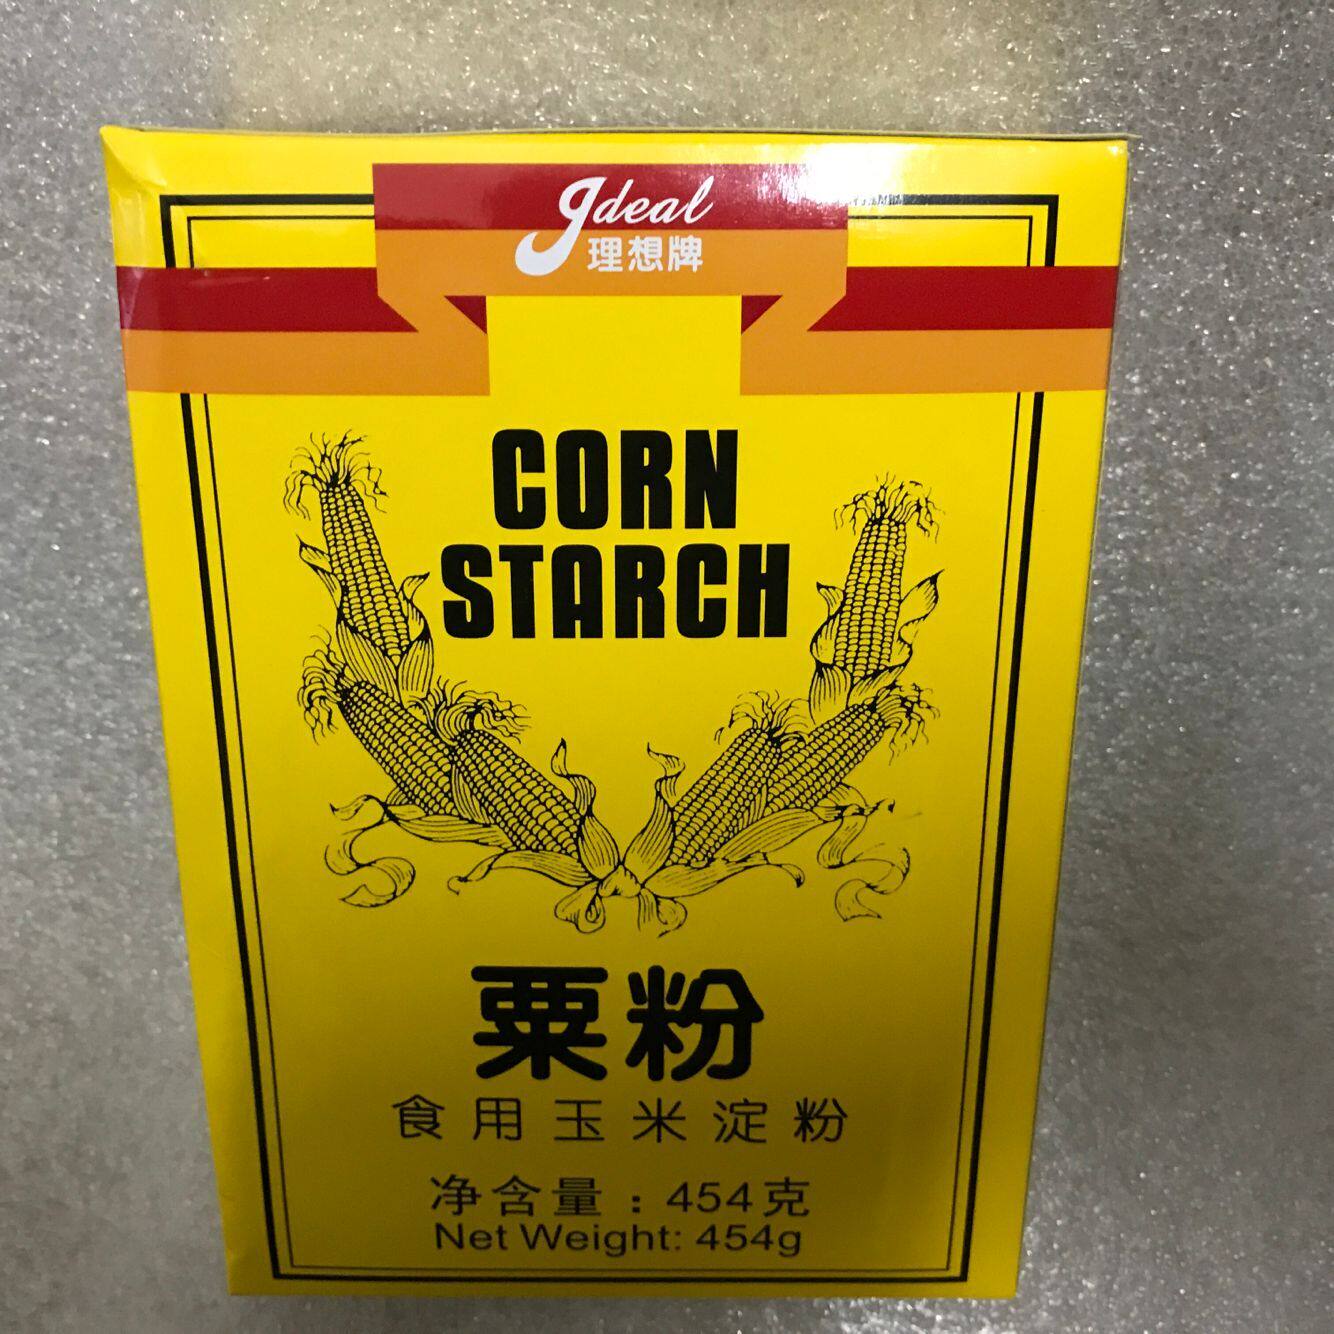 Ideal
理想牌
CORN
STARCH
粟粉
食用玉米淀粉
净含量：454克
Net Weight: 454g